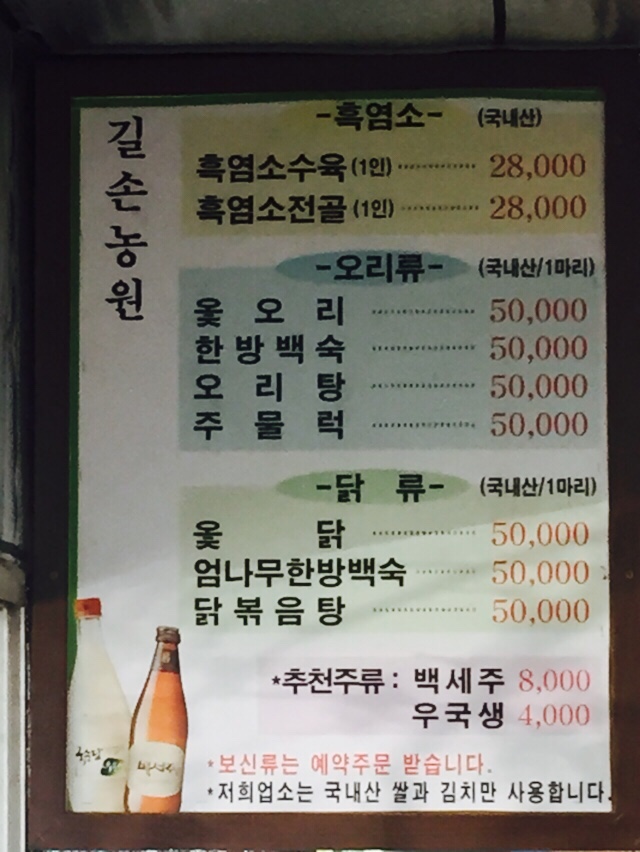 길손농원
-흑염소- (국내산)
흑염소수육(1인) 28,000
흑염소전골(1인) 28,000
-오리류- (국내산/1마리)
옻오리 50,000
한방백숙 50,000
오리탕 50,000
주물럭 50,000
-닭 류- (국내산/1마리)
옻닭 50,000
엄나무한방백숙 50,000
닭볶음탕 50,000
*추천주류 : 백세주 8,000
우국생 4,000
*보신류는 예약주문 받습니다.
*저희업소는 국내산 쌀과 김치만 사용합니다.